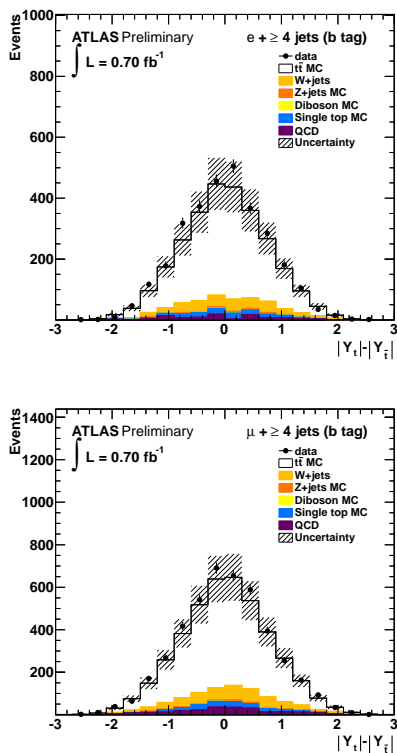 Events
1000
ATLAS Preliminary
e + ≥ 4 jets (b tag)
∫ L = 0.70 fb⁻¹
data
tt̄ MC
W+jets
Z+jets MC
Diboson MC
Single top MC
QCD
Uncertainty
800
600
400
200
-3 -2 -1 0 1 2 3
|Y_t|-|Y_t̄|
Events
1400
ATLAS Preliminary
μ + ≥ 4 jets (b tag)
∫ L = 0.70 fb⁻¹
data
tt̄ MC
W+jets
Z+jets MC
Diboson MC
Single top MC
QCD
Uncertainty
1200
1000
800
600
400
200
0
-3 -2 -1 0 1 2 3
|Y_t|-|Y_t̄|